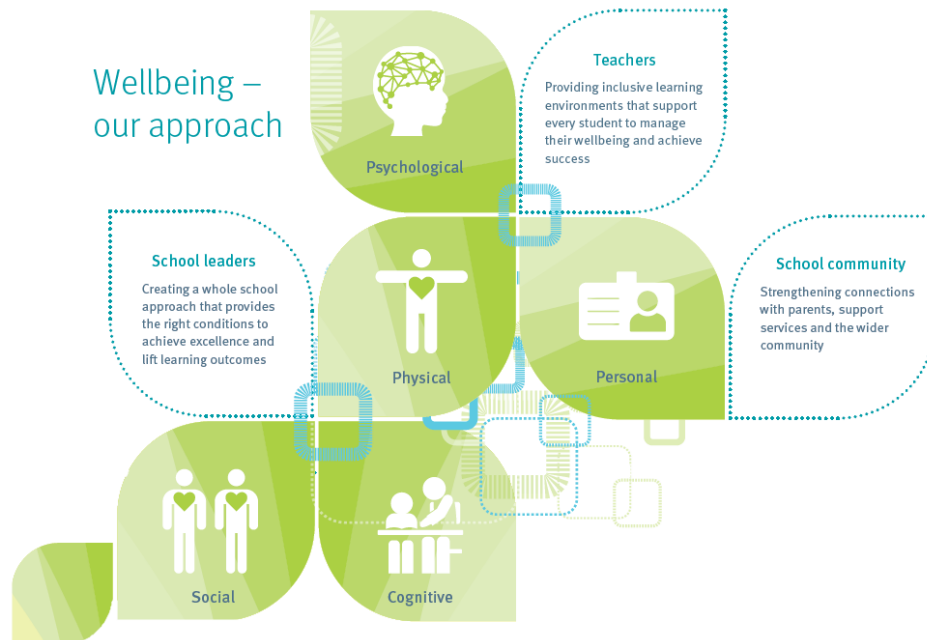 Wellbeing –
our approach
Psychological
Teachers
Providing inclusive learning
environments that support
every student to manage
their wellbeing and achieve
success
School leaders
Creating a whole school
approach that provides
the right conditions to
achieve excellence and
lift learning outcomes
Physical
Personal
School community
Strengthening connections
with parents, support
services and the wider
community
Social
Cognitive